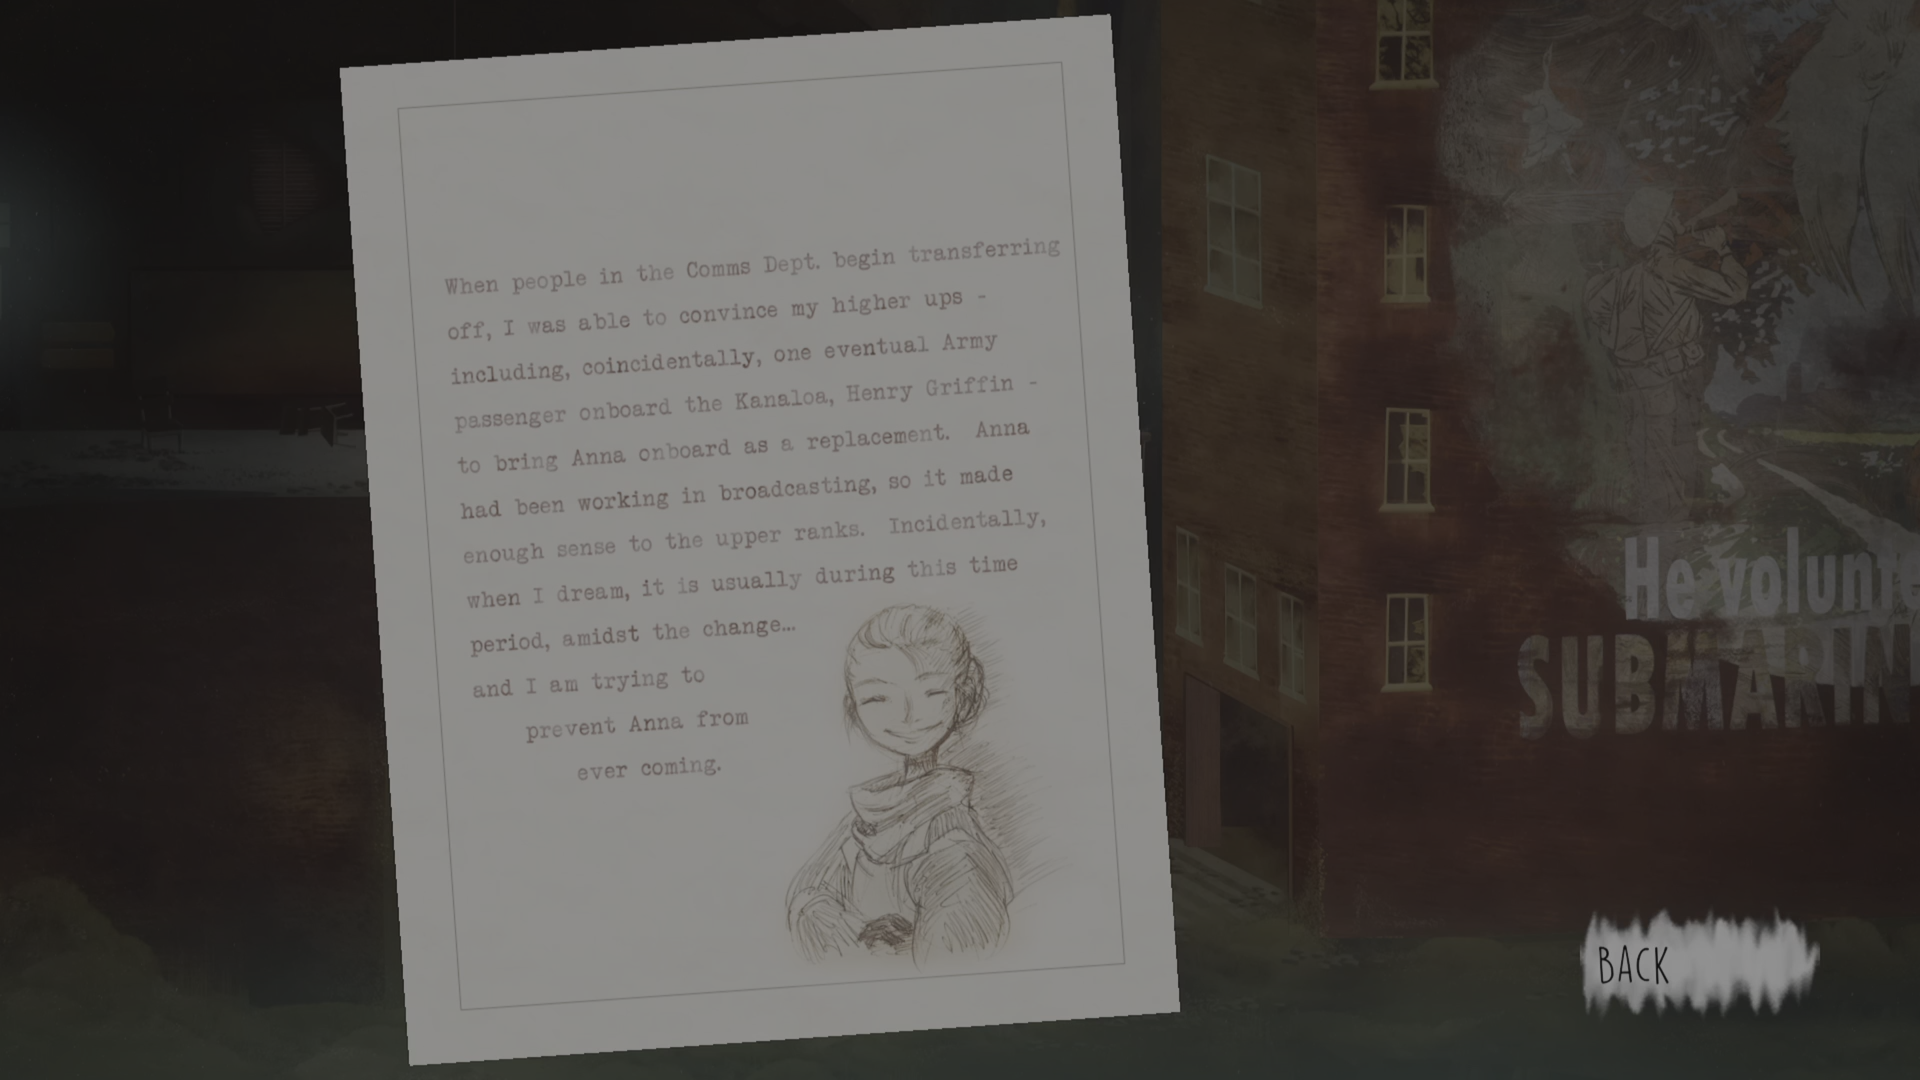 When people in the Comms Dept. begin transferring
off, I was able to convince my higher ups -
including, coincidentally, one eventual Army
passenger onboard the Kanaloa, Henry Griffin -
to bring Anna onboard as a replacement.  Anna
had been working in broadcasting, so it made
enough sense to the upper ranks.  Incidentally,
when I dream, it is usually during this time
period, amidst the change...
and I am trying to
prevent Anna from
ever coming.
He volunte
SUBMARIN
BACK